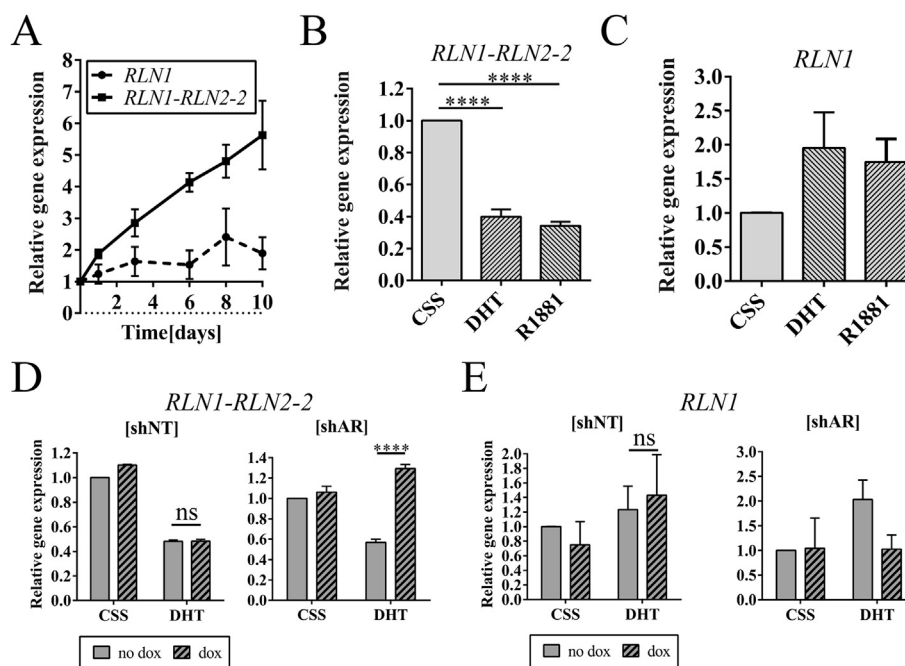 A
Relative gene expression
8
7
6
5
4
3
2
1
0
RLN1
RLN1-RLN2-2
2 4 6 8 10
Time[days]
B
RLN1-RLN2-2
Relative gene expression
1.2
1.0
0.8
0.6
0.4
0.2
0.0
****
****
CSS DHT R1881
C
RLN1
Relative gene expression
3.0
2.5
2.0
1.5
1.0
0.5
0.0
CSS DHT R1881
D
RLN1-RLN2-2
[shNT]
Relative gene expression
1.2
1.0
0.8
0.6
0.4
0.2
0.0
ns
CSS DHT
[shAR]
1.4
1.2
1.0
0.8
0.6
0.4
0.2
0.0
****
CSS DHT
no dox dox
E
RLN1
[shNT]
Relative gene expression
2.0
1.8
1.6
1.4
1.2
1.0
0.8
0.6
0.4
0.2
0.0
ns
CSS DHT
[shAR]
3.0
2.5
2.0
1.5
1.0
0.5
0.0
CSS DHT
no dox dox